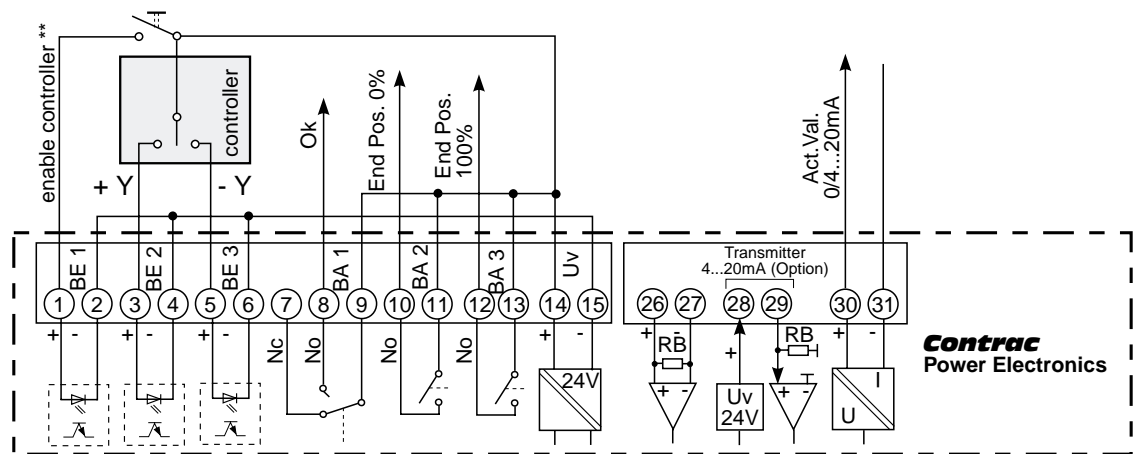 enable controller **
controller
+ Y
- Y
Ok
End Pos. 0%
End Pos.
100%
Act.Val.
0/4...20mA
BE 1
BE 2
BE 3
BA 1
BA 2
BA 3
Uv
Transmitter
4...20mA (Option)
1 2 3 4 5 6 7 8 9 10 11 12 13 14 15
26 27 28 29 30 31
+ - + - + - Nc No No No + -
+ - + + -
RB
RB
24V
+ -
Uv
24V
+ -
I
U
Contrac
Power Electronics